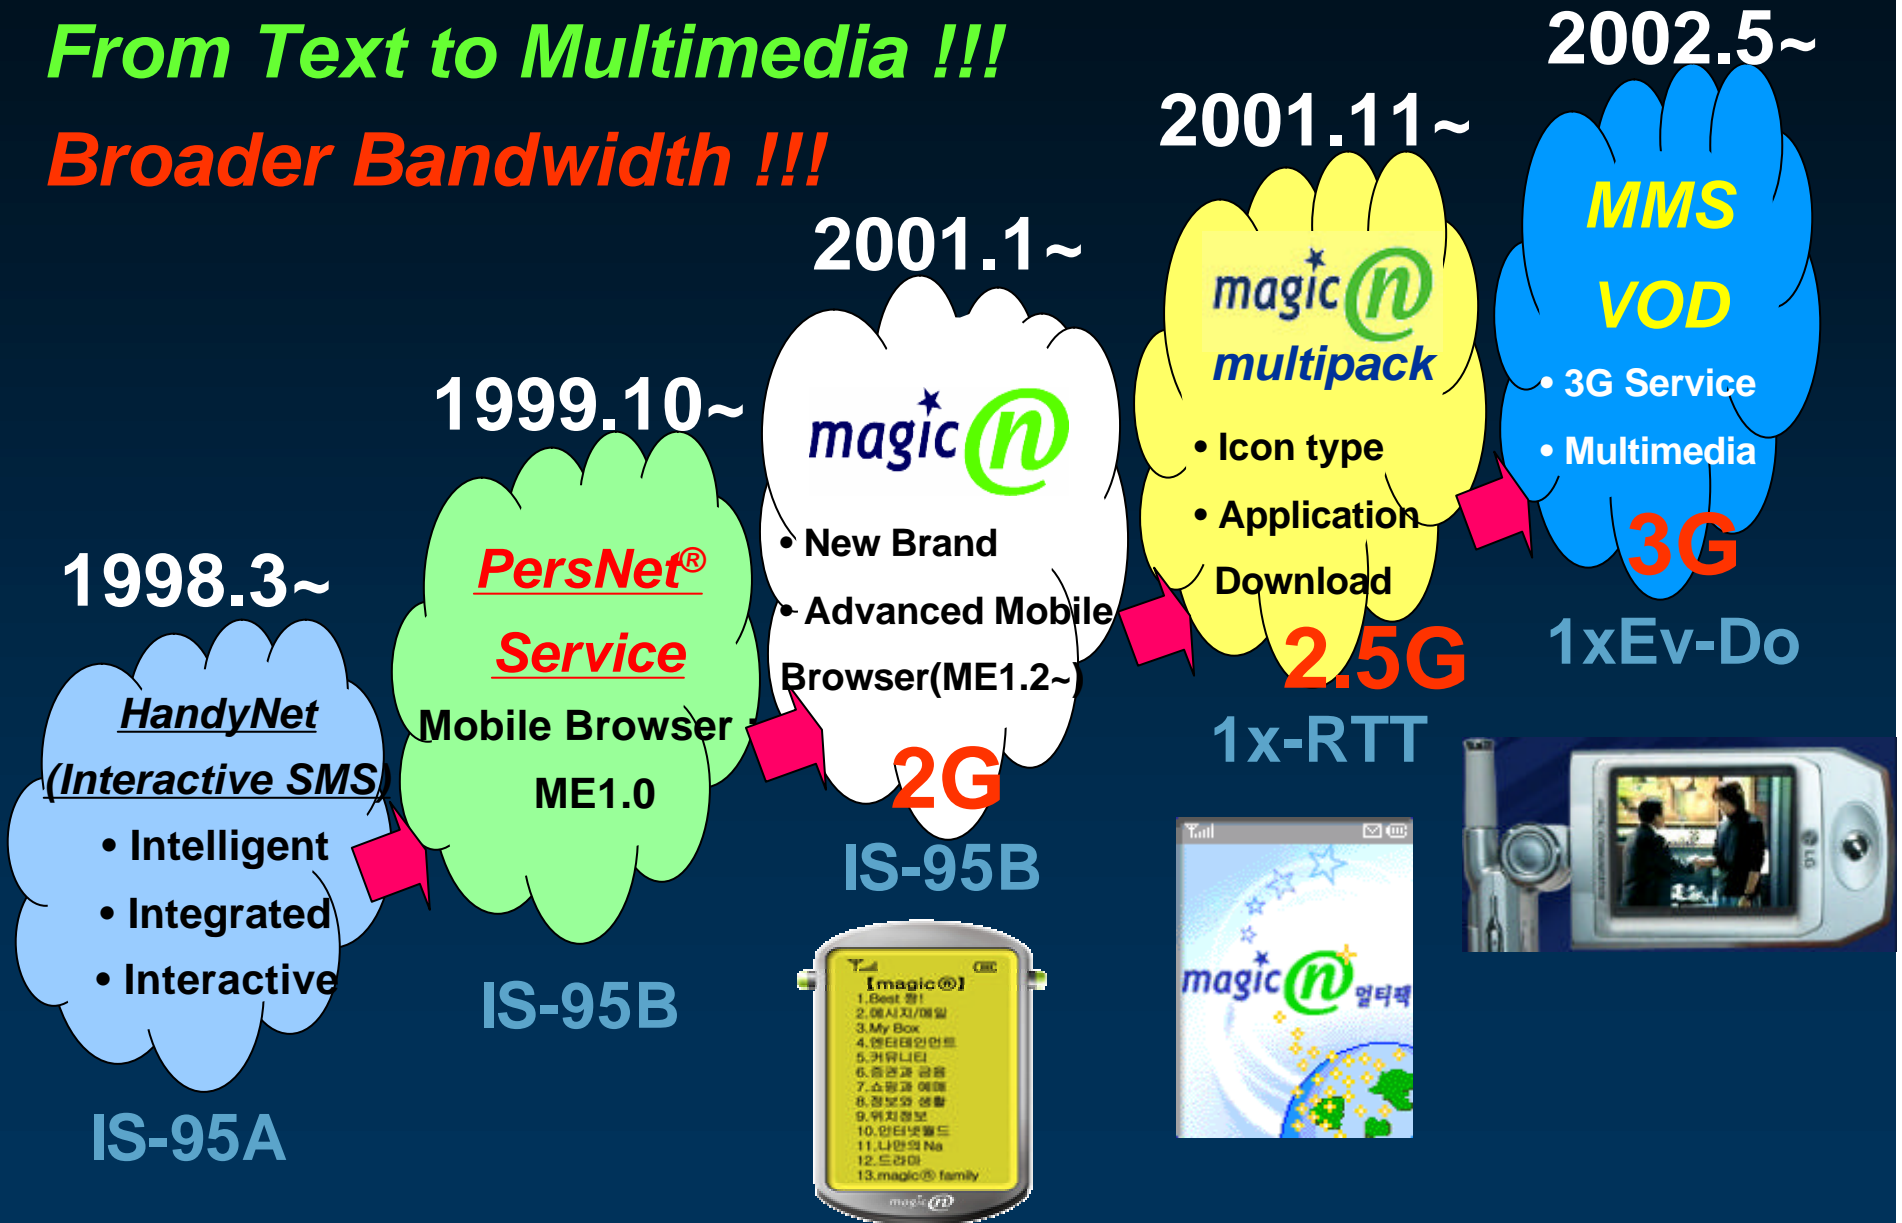 From Text to Multimedia !!!
Broader Bandwidth !!!
1998.3~
HandyNet
(Interactive SMS)
• Intelligent
• Integrated
• Interactive
IS-95A
1999.10~
PersNet®
Service
Mobile Browser :
ME1.0
IS-95B
2001.1~
magic n
• New Brand
• Advanced Mobile
Browser(ME1.2~)
2G
IS-95B
[magic ⓝ]
1.Best 짱!
2.메시지/메일
3.My Box
4.엔터테인먼트
5.커뮤니티
6.증권과 금융
7.쇼핑과 예매
8.정보와 생활
9.위치정보
10.인터넷월드
11.나만의 Na
12.드라마
13.magic ⓝ family
magic n
2001.11~
magic n
multipack
• Icon type
• Application
Download
2.5G
1x-RTT
magic n 멀티팩
2002.5~
MMS
VOD
• 3G Service
• Multimedia
3G
1xEv-Do
LG